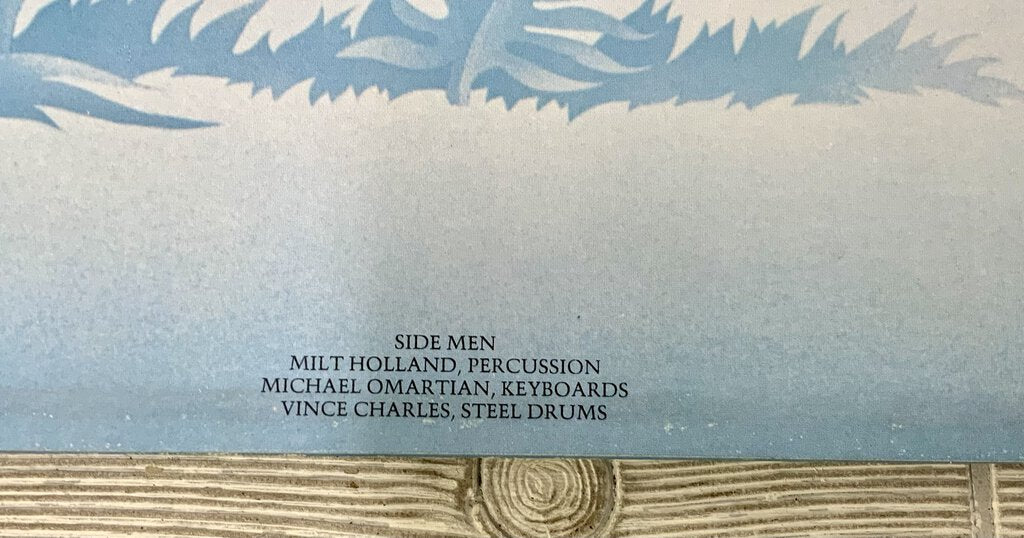 SIDE MEN
MILT HOLLAND, PERCUSSION
MICHAEL OMARTIAN, KEYBOARDS
VINCE CHARLES, STEEL DRUMS